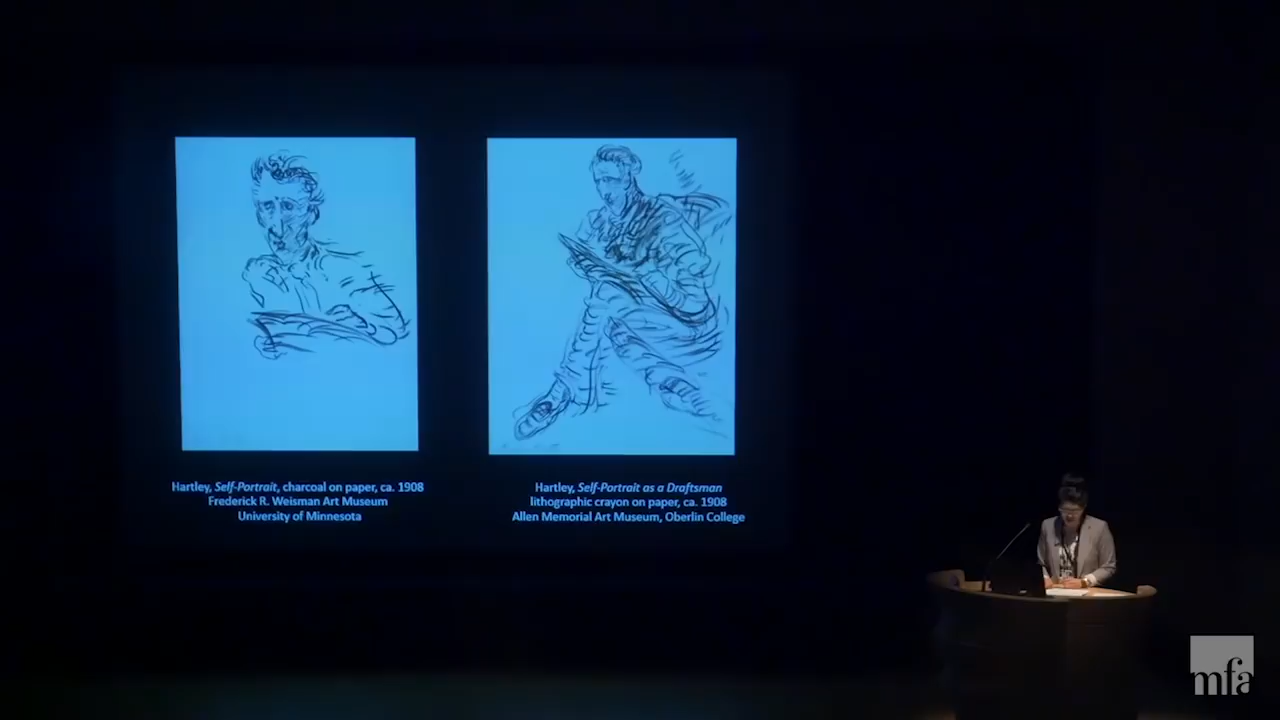 Hartley, Self-Portrait, charcoal on paper, ca. 1908
Frederick R. Weisman Art Museum
University of Minnesota
Hartley, Self-Portrait as a Draftsman
lithographic crayon on paper, ca. 1908
Allen Memorial Art Museum, Oberlin College
mfa